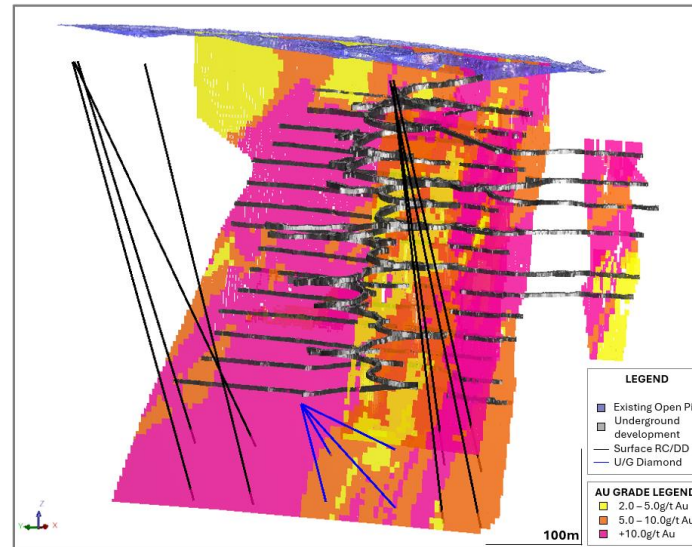 LEGEND
Existing Open Pi
Underground
development
Surface RC/DD
U/G Diamond
AU GRADE LEGEND
2.0 – 5.0g/t Au
5.0 – 10.0g/t Au
+10.0g/t Au
100m
Z
Y
X